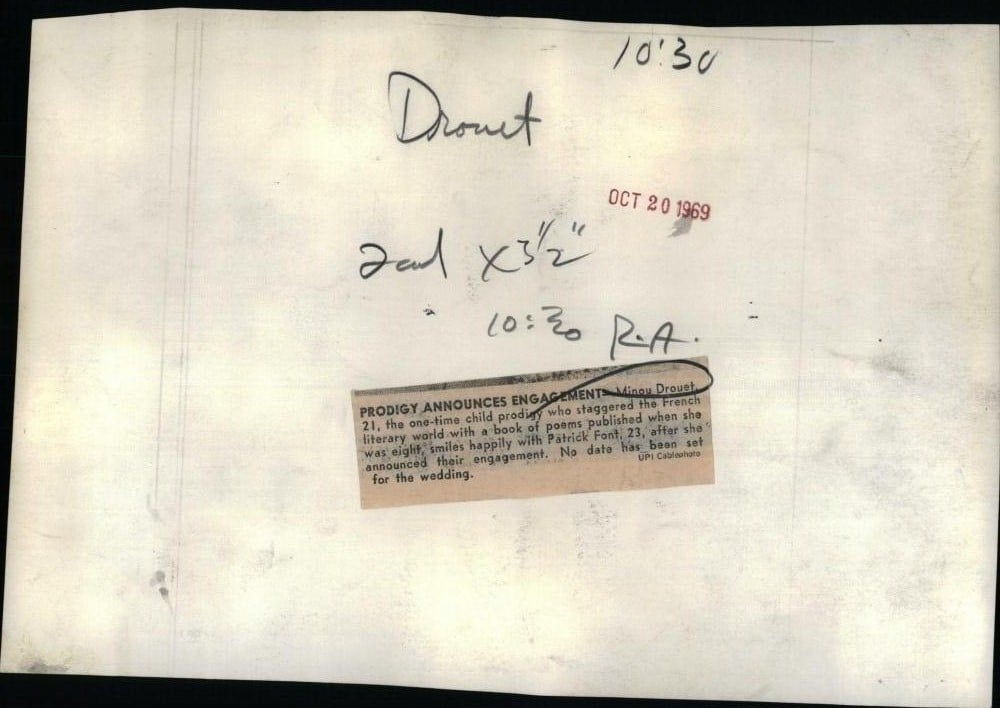 10:30
Drouet
OCT 20 1969
2col x 3 1/2"
10:30 R.A.
PRODIGY ANNOUNCES ENGAGEMENT— Minou Drouet,
21, the one-time child prodigy who staggered the French
literary world with a book of poems published when she
was eight, smiles happily with Patrick Font, 23, after she
announced their engagement. No date has been set
for the wedding.
UPI Cablephoto